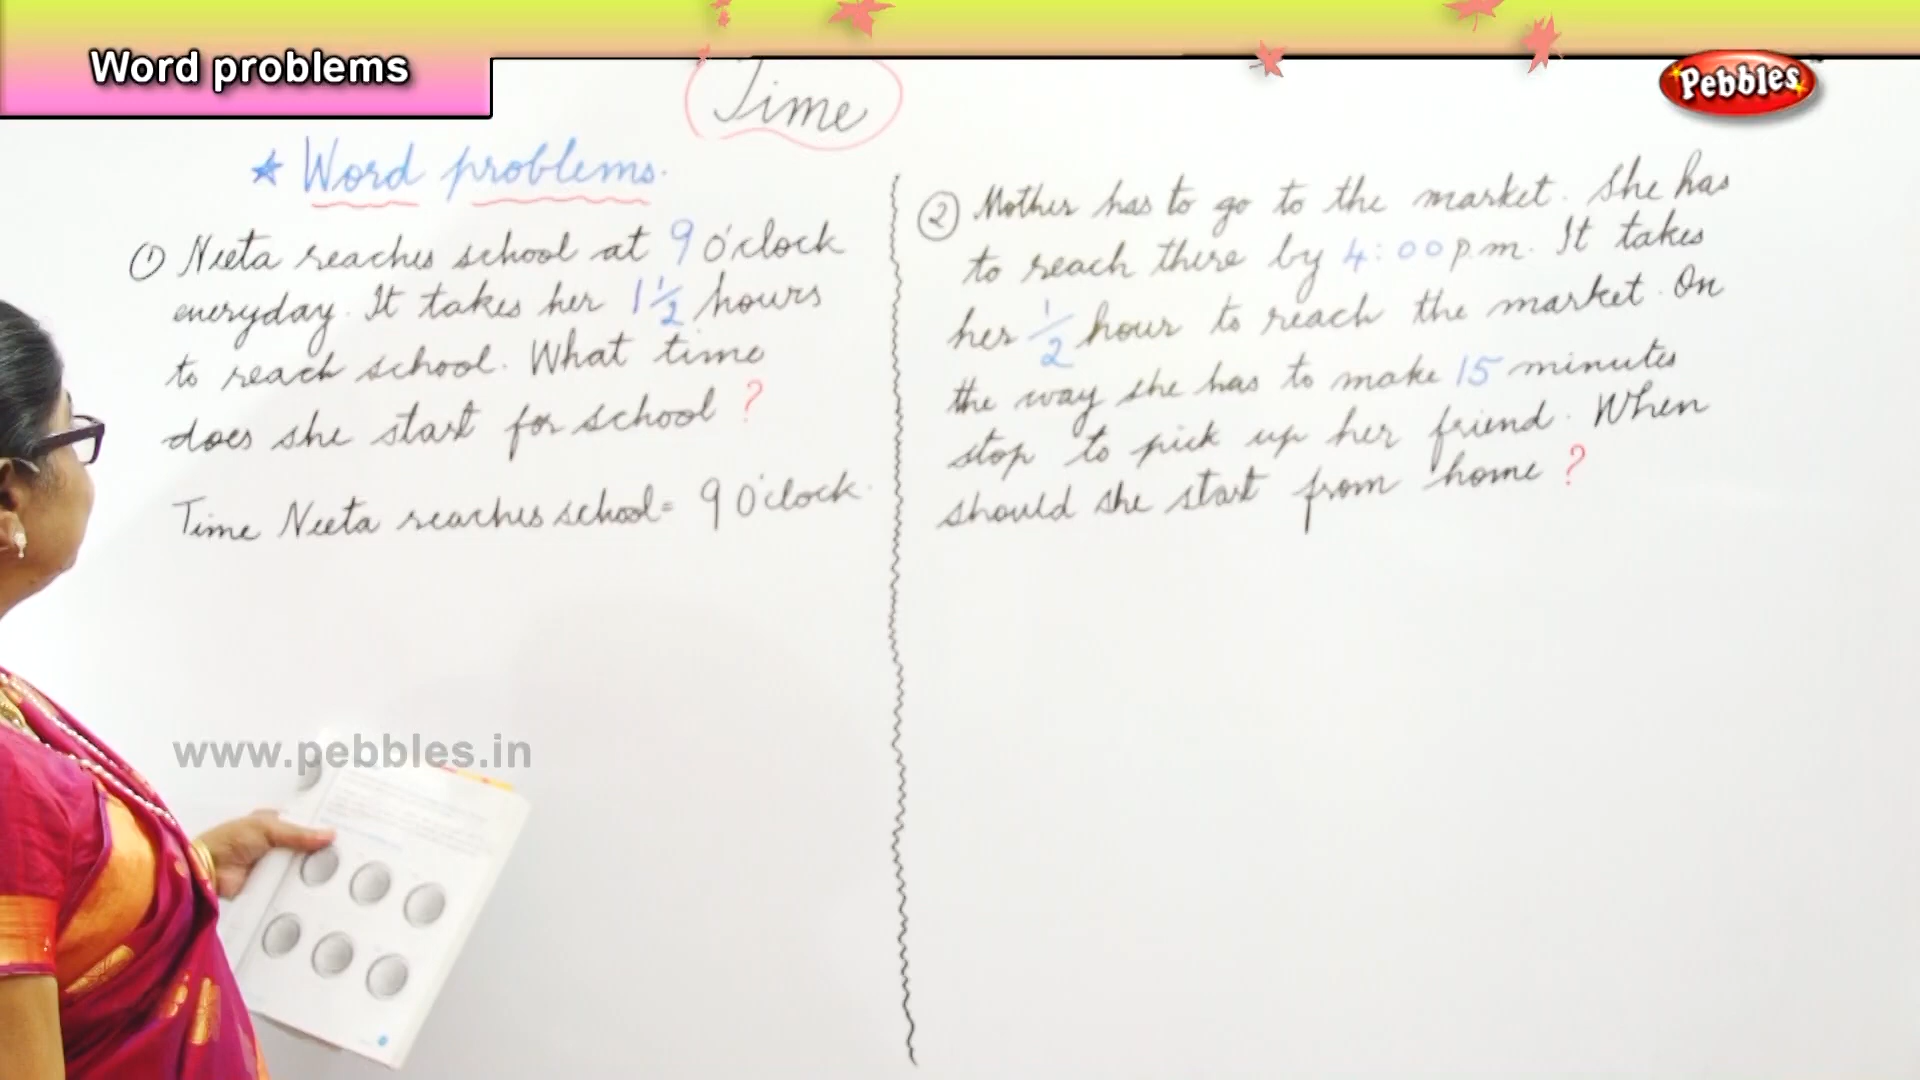 Word problems
Pebbles
Time
★ Word problems.
① Neeta reaches school at 9 O'clock
everyday. It takes her 1 1/2 hours
to reach school. What time
does she start for school ?
Time Neeta reaches school = 9 O'clock.
② Mother has to go to the market. She has
to reach there by 4:00 p.m. It takes
her 1/2 hour to reach the market. On
the way she has to make 15 minutes
stop to pick up her friend. When
should she start from home ?
www.pebbles.in